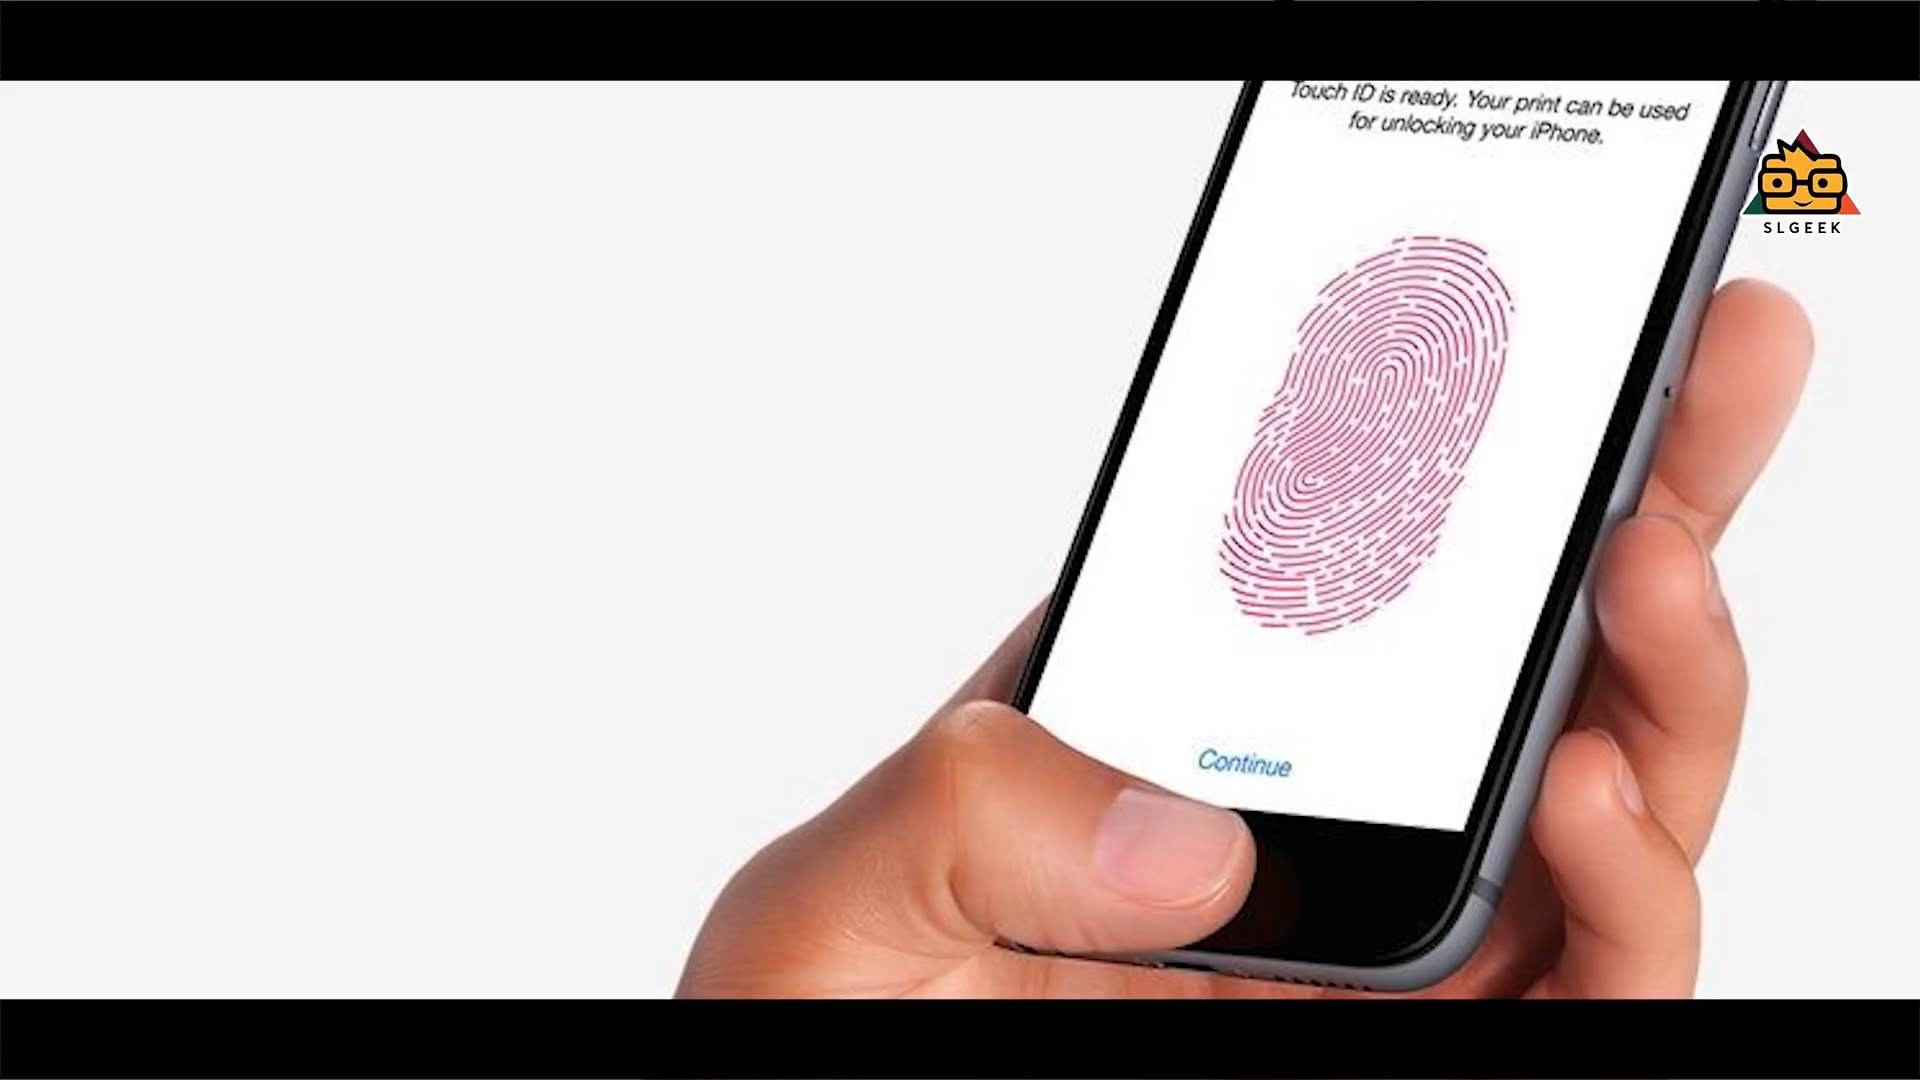 Touch ID is ready. Your print can be used
for unlocking your iPhone.
SLGEEK
Continue